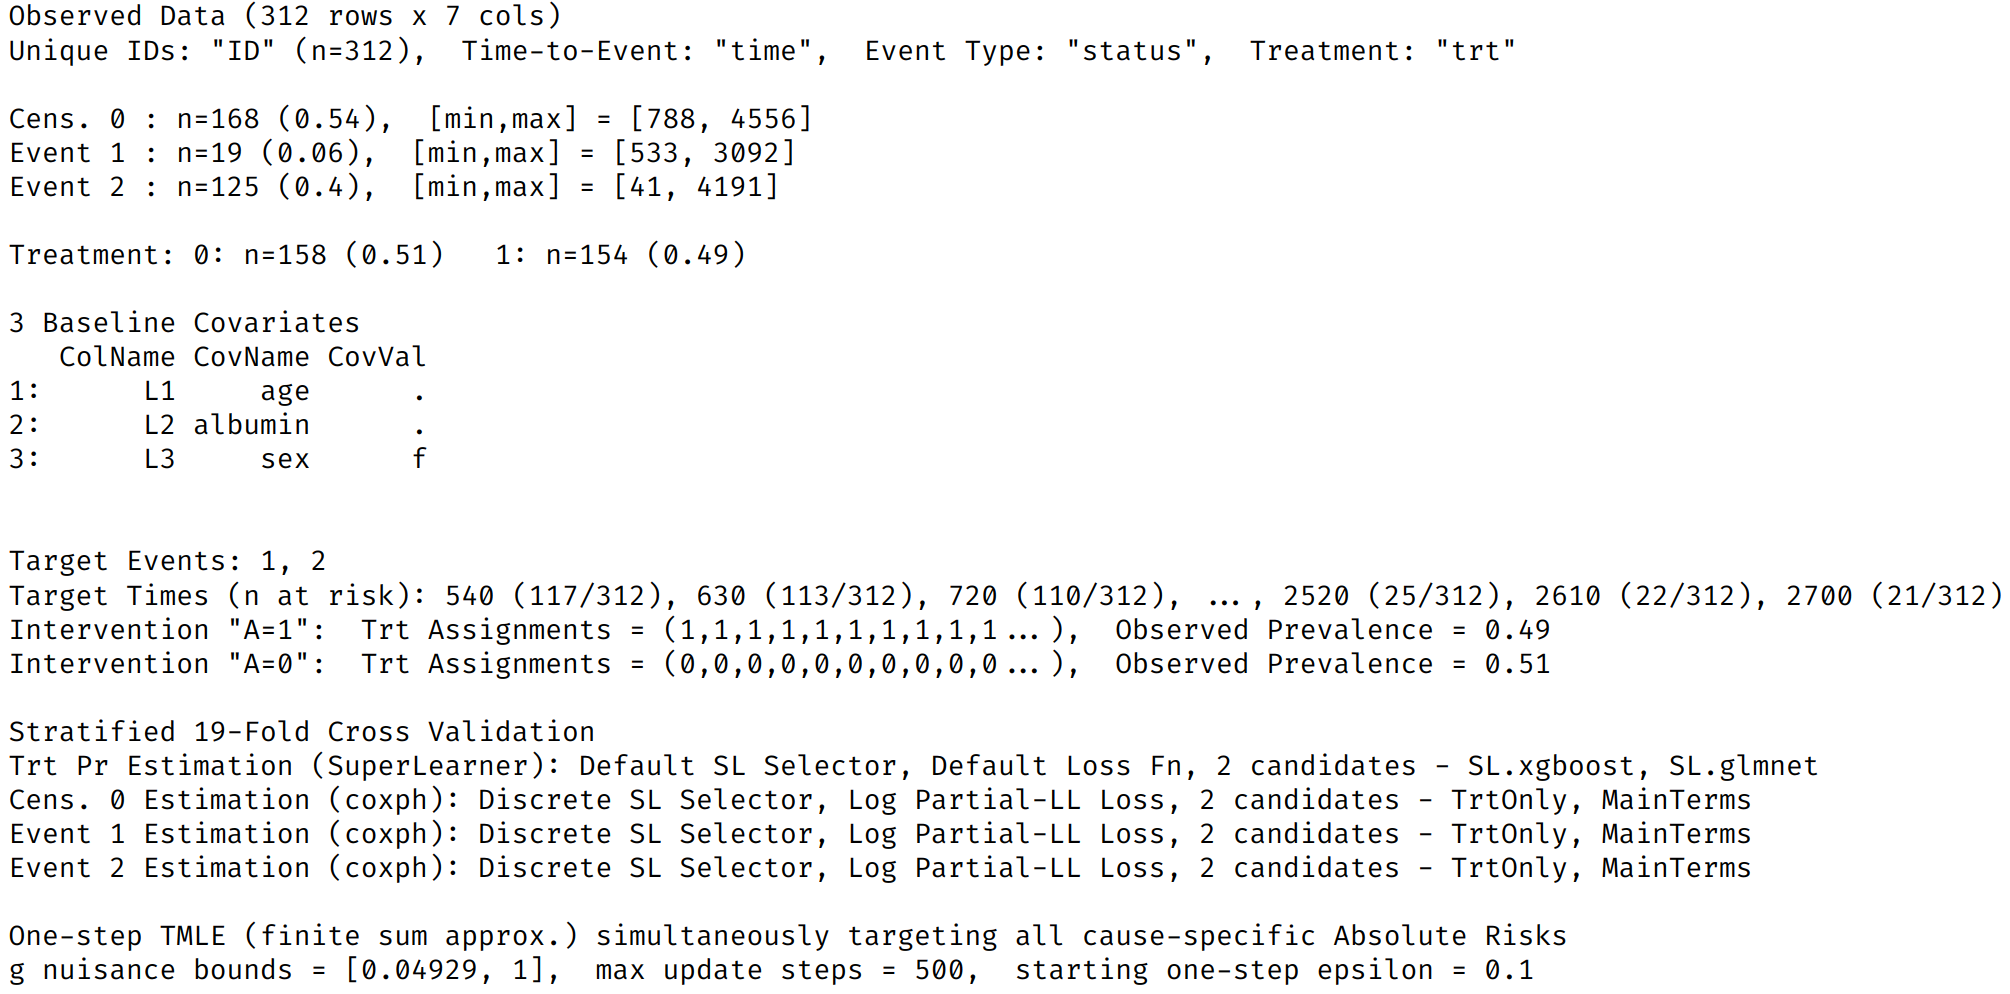 Observed Data (312 rows x 7 cols)
Unique IDs: "ID" (n=312),  Time-to-Event: "time",  Event Type: "status",  Treatment: "trt"
Cens. 0 : n=168 (0.54),  [min,max] = [788, 4556]
Event 1 : n=19 (0.06),  [min,max] = [533, 3092]
Event 2 : n=125 (0.4),  [min,max] = [41, 4191]
Treatment: 0: n=158 (0.51)   1: n=154 (0.49)
3 Baseline Covariates
   ColName CovName CovVal
1:      L1     age      .
2:      L2 albumin      .
3:      L3     sex      f
Target Events: 1, 2
Target Times (n at risk): 540 (117/312), 630 (113/312), 720 (110/312),  ..., 2520 (25/312), 2610 (22/312), 2700 (21/312)
Intervention "A=1":  Trt Assignments = (1,1,1,1,1,1,1,1,1,1...),  Observed Prevalence = 0.49
Intervention "A=0":  Trt Assignments = (0,0,0,0,0,0,0,0,0,0...),  Observed Prevalence = 0.51
Stratified 19-Fold Cross Validation
Trt Pr Estimation (SuperLearner): Default SL Selector, Default Loss Fn, 2 candidates - SL.xgboost, SL.glmnet
Cens. 0 Estimation (coxph): Discrete SL Selector, Log Partial-LL Loss, 2 candidates - TrtOnly, MainTerms
Event 1 Estimation (coxph): Discrete SL Selector, Log Partial-LL Loss, 2 candidates - TrtOnly, MainTerms
Event 2 Estimation (coxph): Discrete SL Selector, Log Partial-LL Loss, 2 candidates - TrtOnly, MainTerms
One-step TMLE (finite sum approx.) simultaneously targeting all cause-specific Absolute Risks
g nuisance bounds = [0.04929, 1],  max update steps = 500,  starting one-step epsilon = 0.1